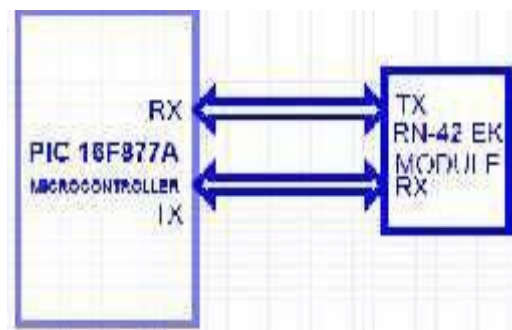 RX
PIC 16F877A
MICROCONTROLLER
TX
TX
RN-42 EK
MODULE
RX